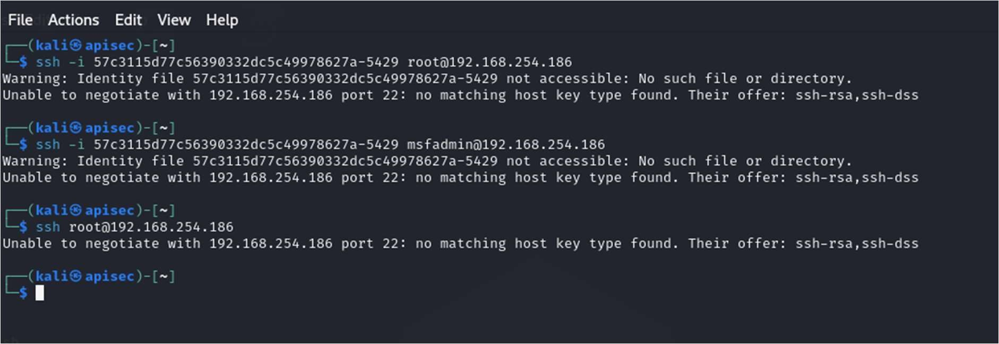 File Actions Edit View Help
┌──(kali㉿apisec)-[~]
└─$ ssh -i 57c3115d77c56390332dc5c49978627a-5429 root@192.168.254.186
Warning: Identity file 57c3115d77c56390332dc5c49978627a-5429 not accessible: No such file or directory.
Unable to negotiate with 192.168.254.186 port 22: no matching host key type found. Their offer: ssh-rsa,ssh-dss
┌──(kali㉿apisec)-[~]
└─$ ssh -i 57c3115d77c56390332dc5c49978627a-5429 msfadmin@192.168.254.186
Warning: Identity file 57c3115d77c56390332dc5c49978627a-5429 not accessible: No such file or directory.
Unable to negotiate with 192.168.254.186 port 22: no matching host key type found. Their offer: ssh-rsa,ssh-dss
┌──(kali㉿apisec)-[~]
└─$ ssh root@192.168.254.186
Unable to negotiate with 192.168.254.186 port 22: no matching host key type found. Their offer: ssh-rsa,ssh-dss
┌──(kali㉿apisec)-[~]
└─$